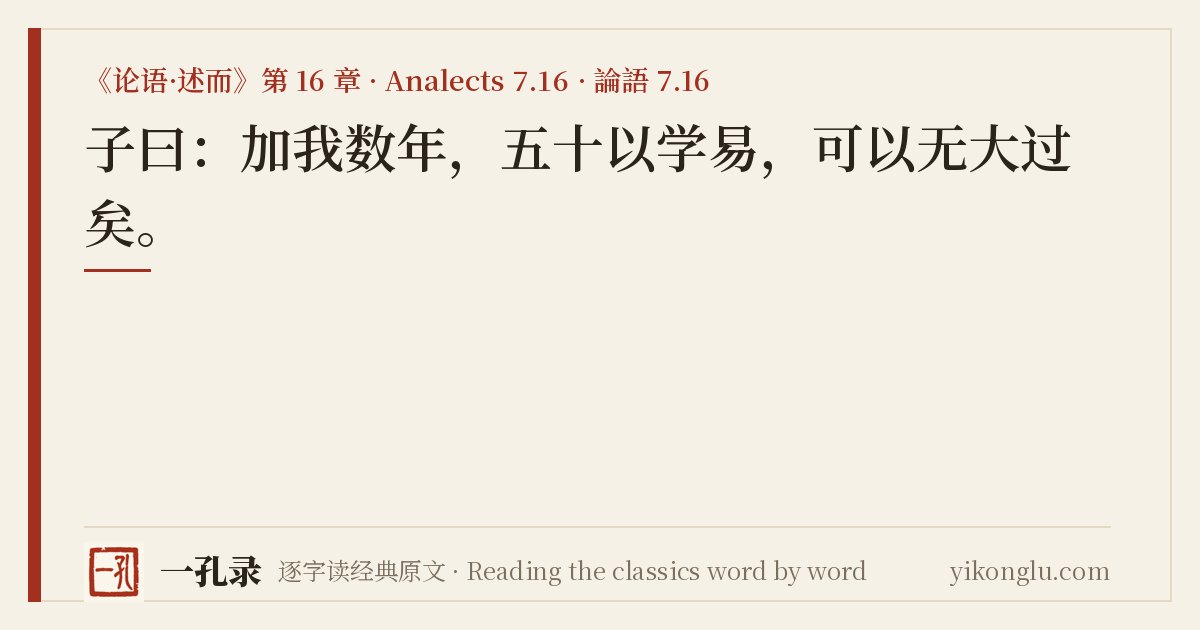 《论语·述而》第 16 章 · Analects 7.16 · 論語 7.16
子曰：加我数年，五十以学易，可以无大过
矣。
一孔
一孔录 逐字读经典原文 · Reading the classics word by word yikonglu.com